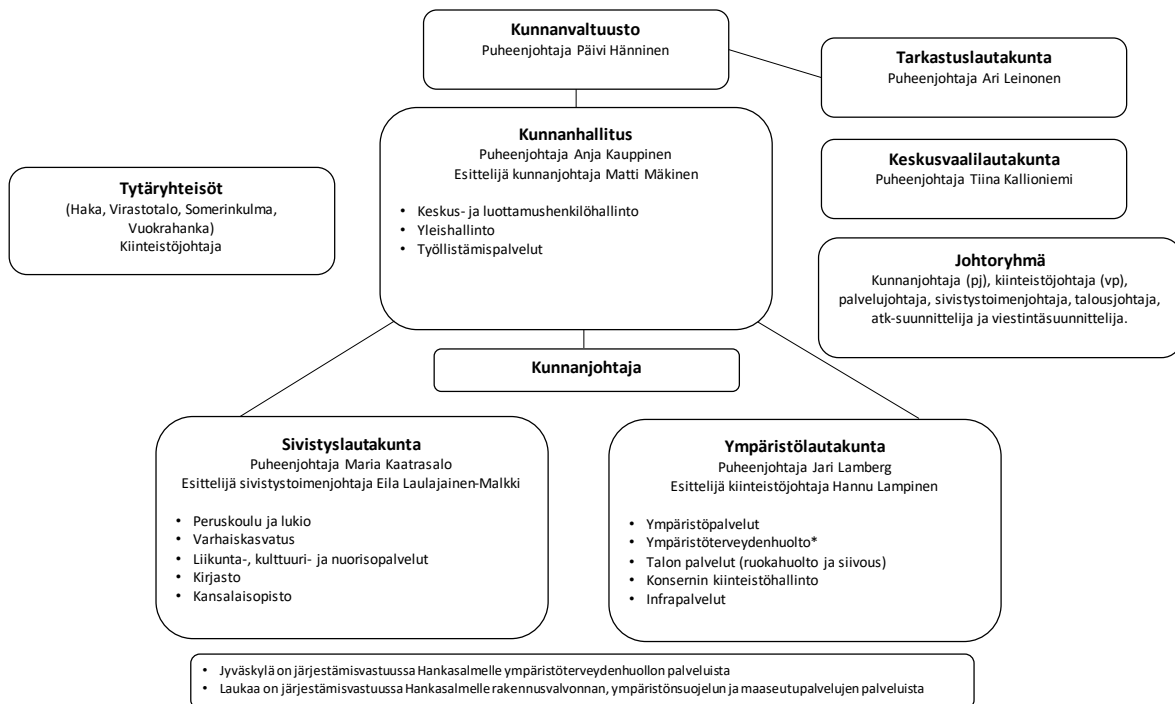 Kunnanvaltuusto
Puheenjohtaja Päivi Hänninen
Tarkastuslautakunta
Puheenjohtaja Ari Leinonen
Kunnanhallitus
Puheenjohtaja Anja Kauppinen
Esittelijä kunnanjohtaja Matti Mäkinen
• Keskus- ja luottamushenkilöhallinto
• Yleishallinto
• Työllistämispalvelut
Keskusvaalilautakunta
Puheenjohtaja Tiina Kallioniemi
Tytäryhteisöt
(Haka, Virastotalo, Somerinkulma,
Vuokrahanka)
Kiinteistöjohtaja
Johtoryhmä
Kunnanjohtaja (pj), kiinteistöjohtaja (vp),
palvelujohtaja, sivistystoimenjohtaja, talousjohtaja,
atk-suunnittelija ja viestintäsuunnittelija.
Kunnanjohtaja
Sivistyslautakunta
Puheenjohtaja Maria Kaatrasalo
Esittelijä sivistystoimenjohtaja Eila Laulajainen-Malkki
• Peruskoulu ja lukio
• Varhaiskasvatus
• Liikunta-, kulttuuri- ja nuorisopalvelut
• Kirjasto
• Kansalaisopisto
Ympäristölautakunta
Puheenjohtaja Jari Lamberg
Esittelijä kiinteistöjohtaja Hannu Lampinen
• Ympäristöpalvelut
• Ympäristöterveydenhuolto*
• Talon palvelut (ruokahuolto ja siivous)
• Konsernin kiinteistöhallinto
• Infrapalvelut
• Jyväskylä on järjestämisvastuussa Hankasalmelle ympäristöterveydenhuollon palveluista
• Laukaa on järjestämisvastuussa Hankasalmelle rakennusvalvonnan, ympäristönsuojelun ja maaseutupalvelujen palveluista